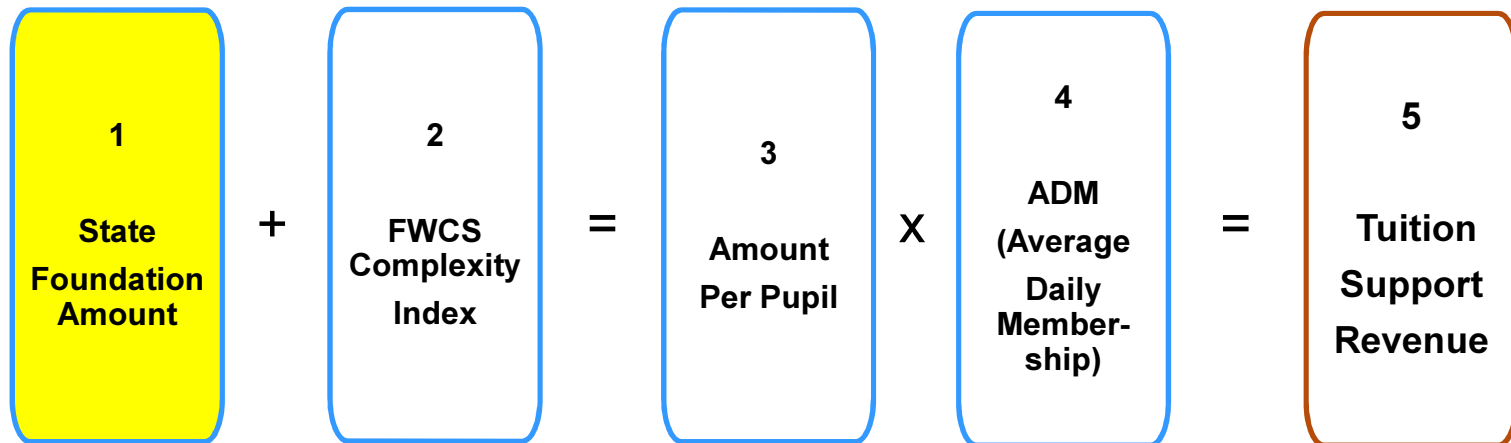 1
State
Foundation
Amount
+
2
FWCS
Complexity
Index
=
3
Amount
Per Pupil
x
4
ADM
(Average
Daily
Member-
ship)
=
5
Tuition
Support
Revenue